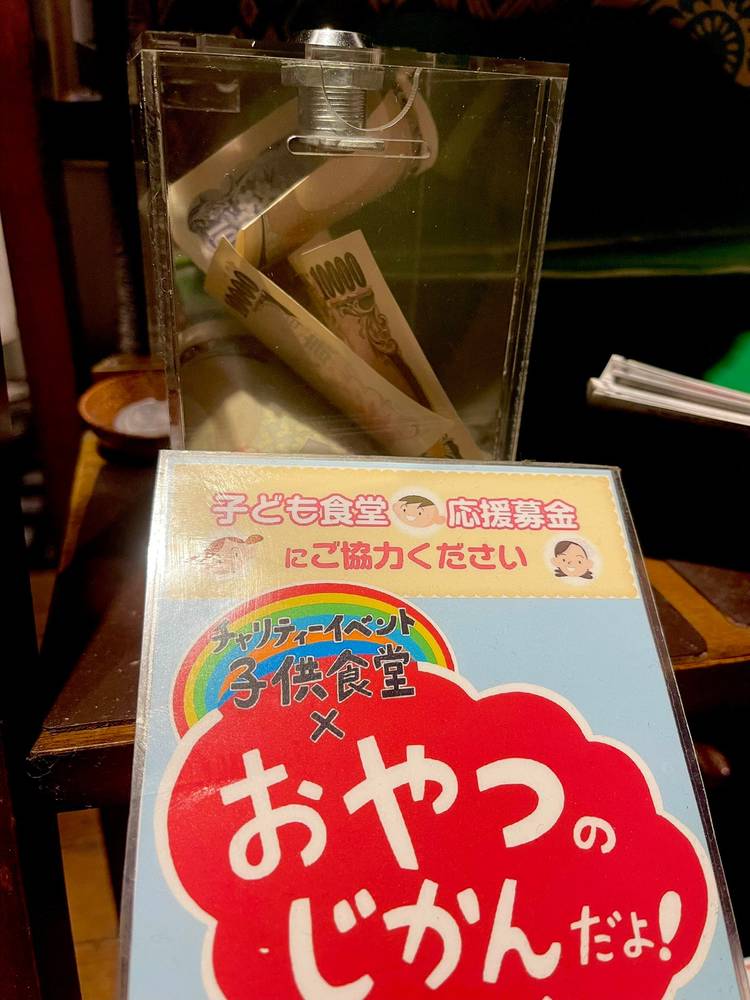 10000
10000
子ども食堂 応援募金
にご協力ください
チャリティーイベント
子供食堂
×
おやつの
じかんだよ!